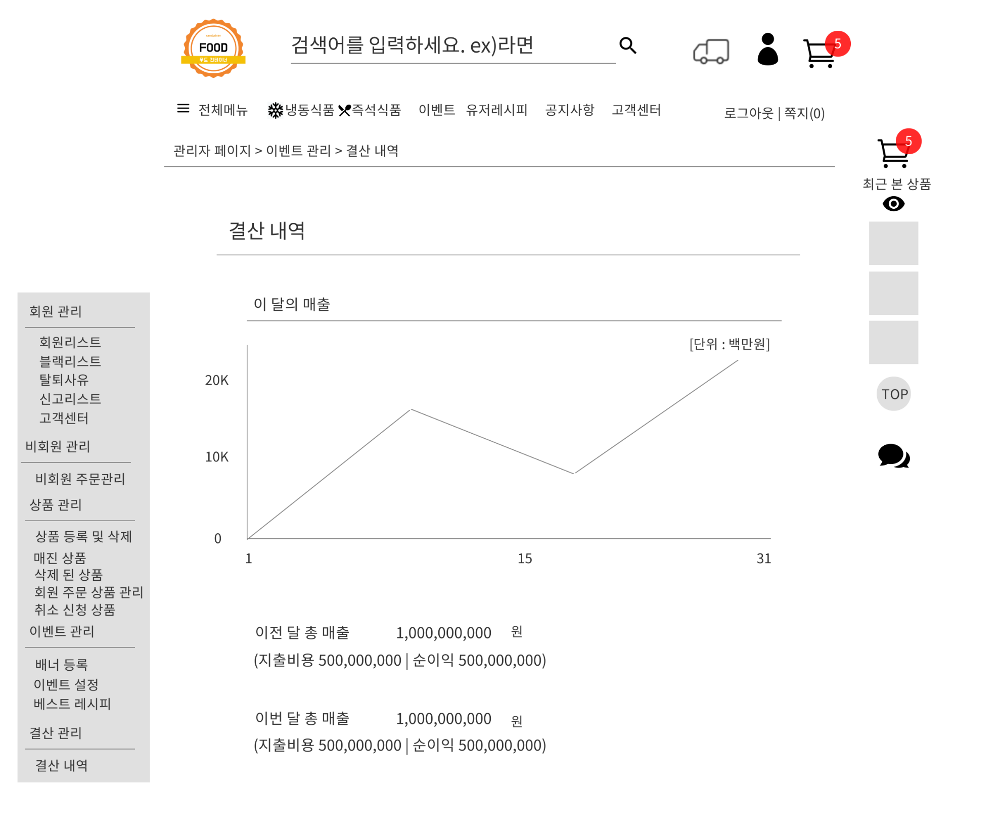 container
FOOD
푸드 컨테이너
검색어를 입력하세요. ex)라면
5
전체메뉴 냉동식품 즉석식품 이벤트 유저레시피 공지사항 고객센터 로그아웃 | 쪽지(0)
관리자 페이지 > 이벤트 관리 > 결산 내역
5
최근 본 상품
TOP
결산 내역
이 달의 매출
[단위 : 백만원]
20K
10K
0
1 15 31
이전 달 총 매출 1,000,000,000 원
(지출비용 500,000,000 | 순이익 500,000,000)
이번 달 총 매출 1,000,000,000 원
(지출비용 500,000,000 | 순이익 500,000,000)
회원 관리
회원리스트
블랙리스트
탈퇴사유
신고리스트
고객센터
비회원 관리
비회원 주문관리
상품 관리
상품 등록 및 삭제
매진 상품
삭제 된 상품
회원 주문 상품 관리
취소 신청 상품
이벤트 관리
배너 등록
이벤트 설정
베스트 레시피
결산 관리
결산 내역